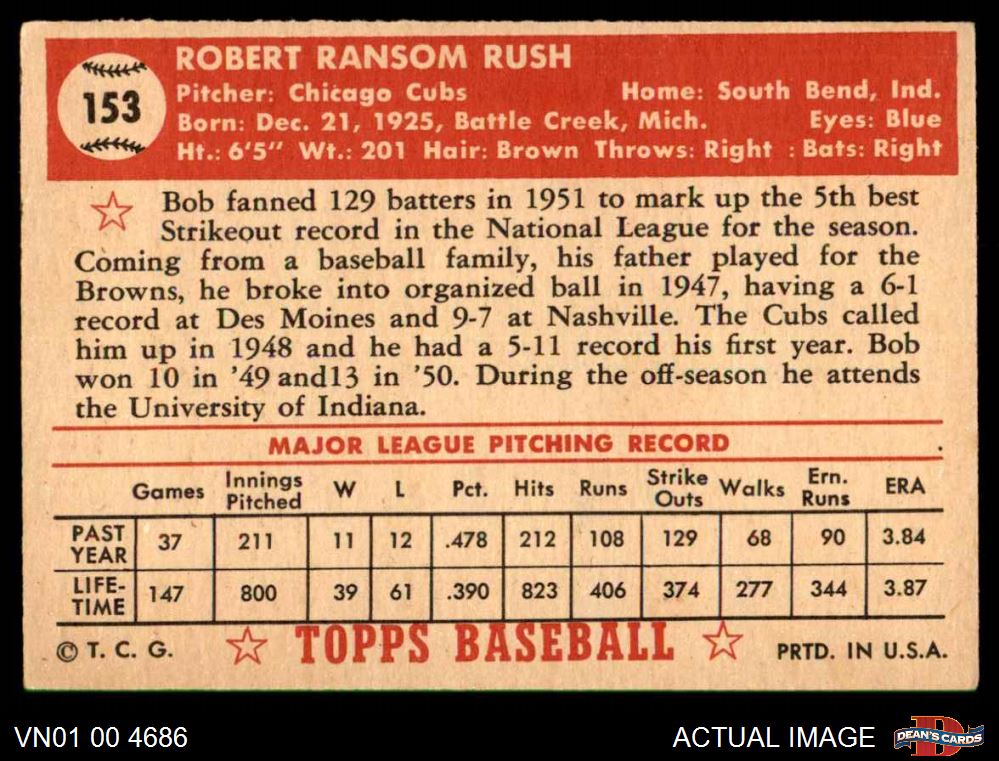 ROBERT RANSOM RUSH
153
Pitcher: Chicago Cubs Home: South Bend, Ind.
Born: Dec. 21, 1925, Battle Creek, Mich. Eyes: Blue
Ht.: 6'5" Wt.: 201 Hair: Brown Throws: Right : Bats: Right
Bob fanned 129 batters in 1951 to mark up the 5th best
Strikeout record in the National League for the season.
Coming from a baseball family, his father played for the
Browns, he broke into organized ball in 1947, having a 6-1
record at Des Moines and 9-7 at Nashville. The Cubs called
him up in 1948 and he had a 5-11 record his first year. Bob
won 10 in '49 and13 in '50. During the off-season he attends
the University of Indiana.
MAJOR LEAGUE PITCHING RECORD
Games Innings Pitched W L Pct. Hits Runs Strike Outs Walks Ern. Runs ERA
PAST YEAR 37 211 11 12 .478 212 108 129 68 90 3.84
LIFE-TIME 147 800 39 61 .390 823 406 374 277 344 3.87
© T. C. G. TOPPS BASEBALL PRTD. IN U.S.A.
VN01 00 4686 ACTUAL IMAGE D DEAN'S CARDS